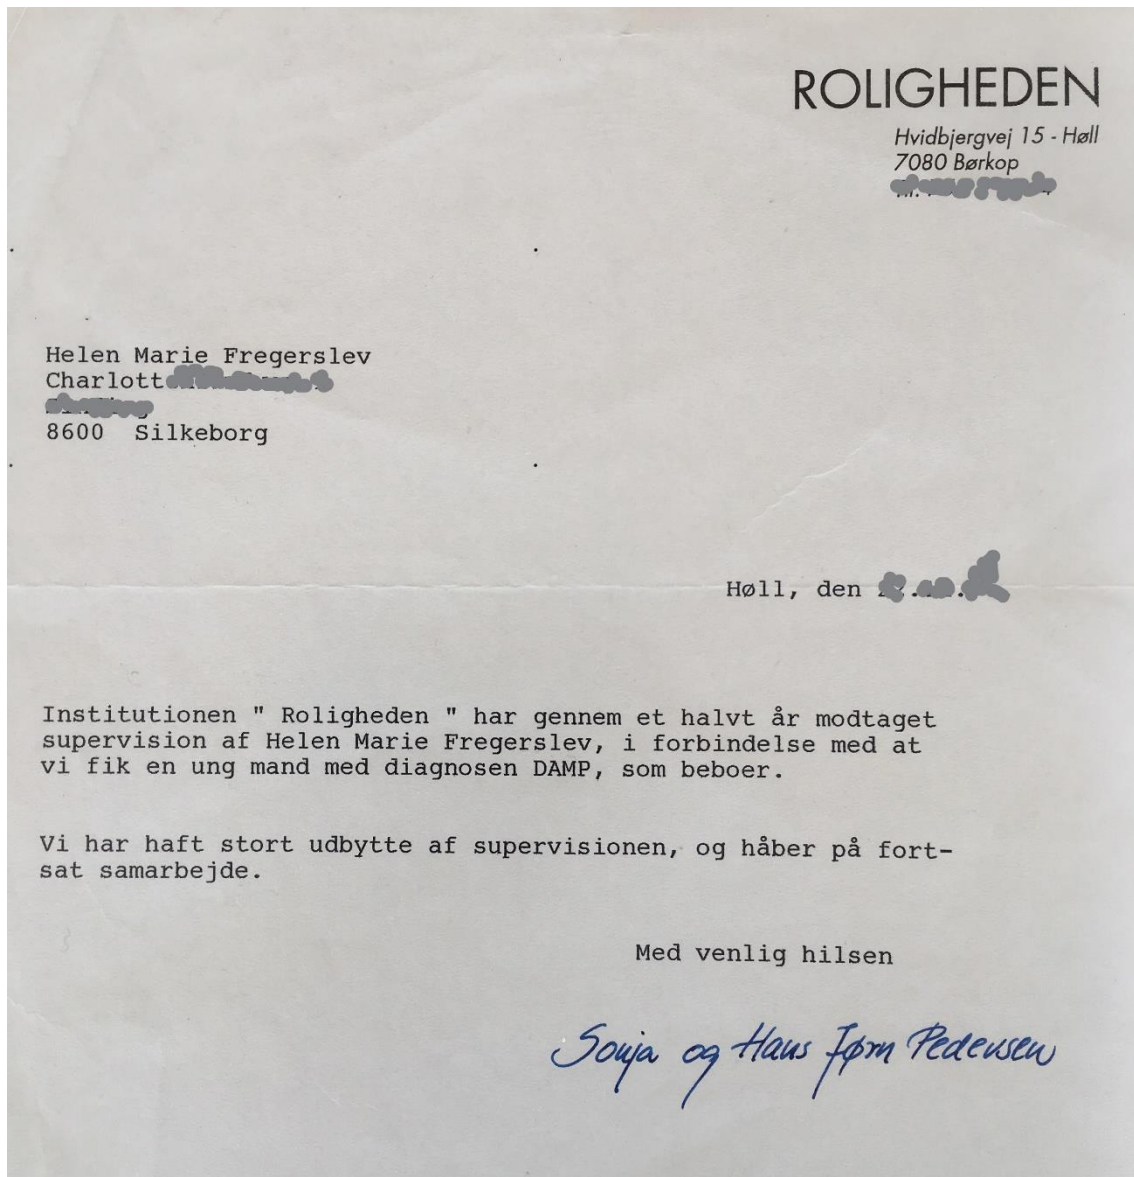 ROLIGHEDEN
Hvidbjergvej 15 - Høll
7080 Børkop
Helen Marie Fregerslev
Charlott
8600 Silkeborg
Høll, den
Institutionen " Roligheden " har gennem et halvt år modtaget
supervision af Helen Marie Fregerslev, i forbindelse med at
vi fik en ung mand med diagnosen DAMP, som beboer.
Vi har haft stort udbytte af supervisionen, og håber på fort-
sat samarbejde.
Med venlig hilsen
Sonja og Hans Jørn Pedersen